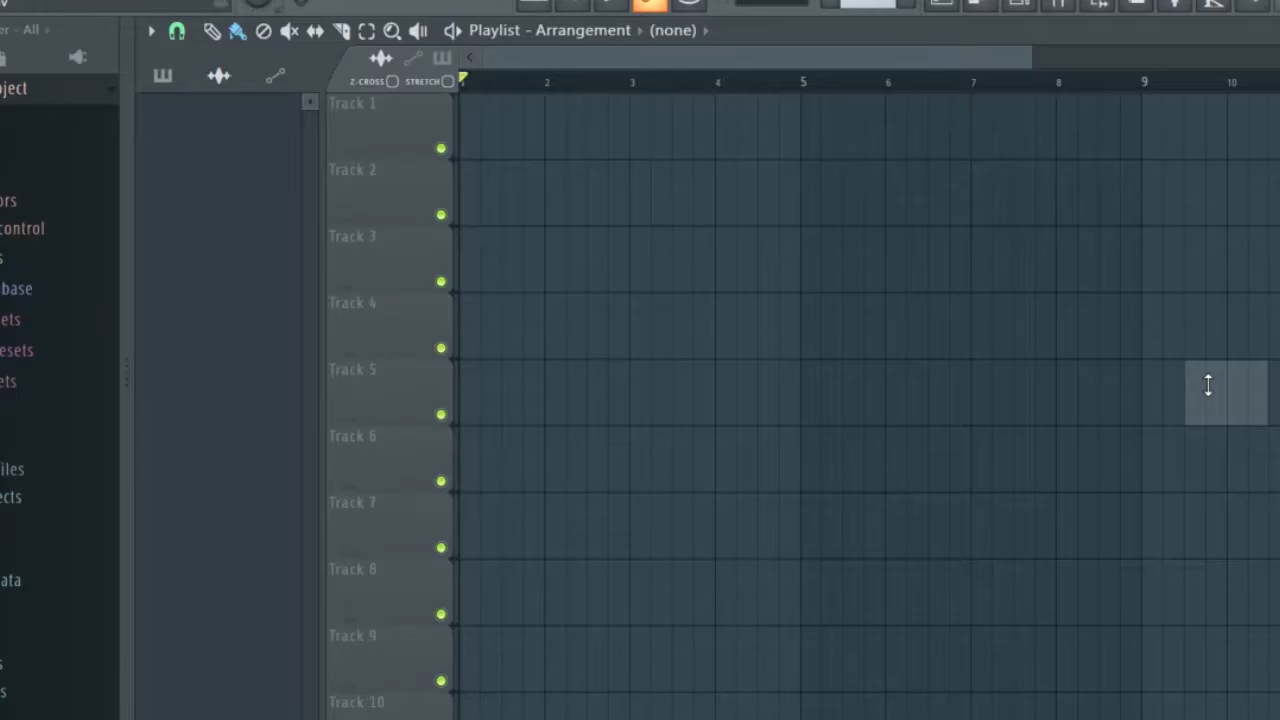 er - All
Playlist - Arrangement › (none) ›
Z-CROSS STRETCH
2 3 4 5 6 7 8 9 10
oject
ors
control
s
base
ets
esets
ets
iles
ects
ata
s
s
Track 1
Track 2
Track 3
Track 4
Track 5
Track 6
Track 7
Track 8
Track 9
Track 10